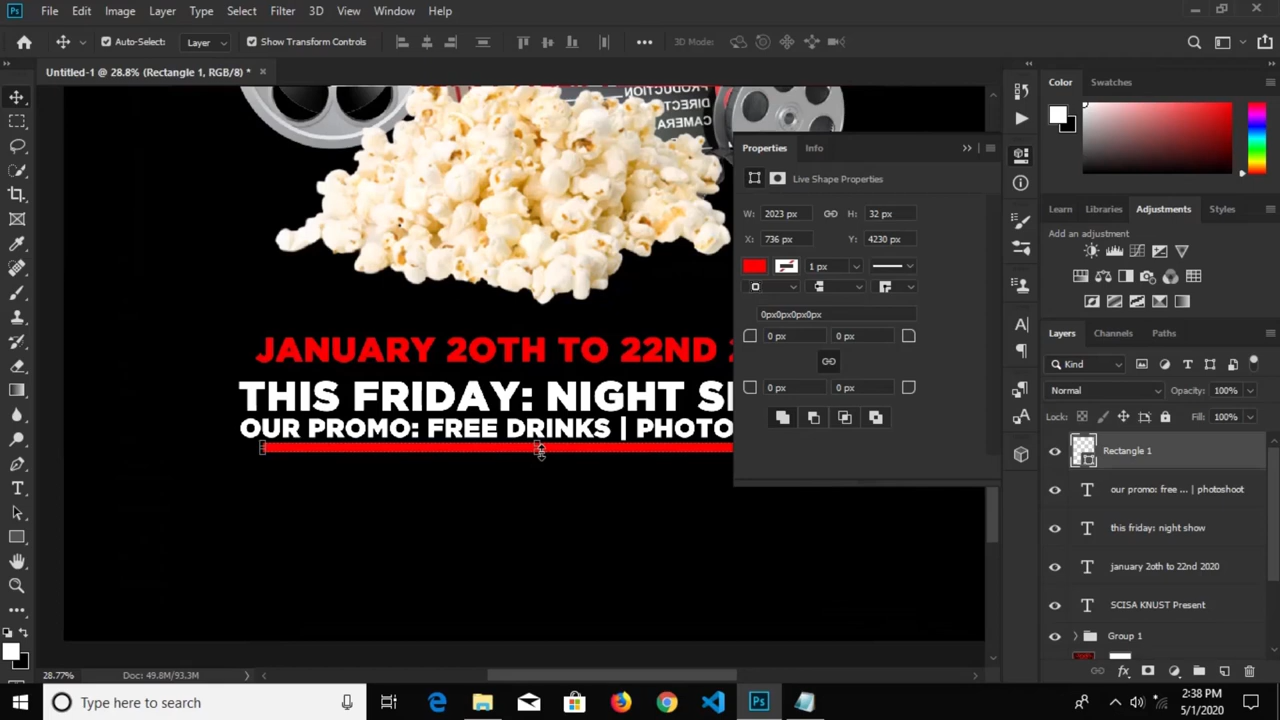 Ps File Edit Image Layer Type Select Filter 3D View Window Help
Auto-Select: Layer Show Transform Controls 3D Mode:
Untitled-1 @ 28.8% (Rectangle 1, RGB/8) * ×
Color Swatches
PRODUCTION
DIRECT
CAMERA
Properties Info
Live Shape Properties
W: 2023 px H: 32 px
X: 736 px Y: 4230 px
1 px
0px0px0px0px
0 px 0 px
0 px 0 px
Learn Libraries Adjustments Styles
Add an adjustment
JANUARY 2OTH TO 22ND
THIS FRIDAY: NIGHT S
OUR PROMO: FREE DRINKS | PHOTO
Layers Channels Paths
Kind
Normal Opacity: 100%
Lock: Fill: 100%
Rectangle 1
our promo: free ... | photoshoot
this friday: night show
january 2oth to 22nd 2020
SCISA KNUST Present
Group 1
28.77% Doc: 49.8M/93.3M
Type here to search
2:38 PM
5/1/2020